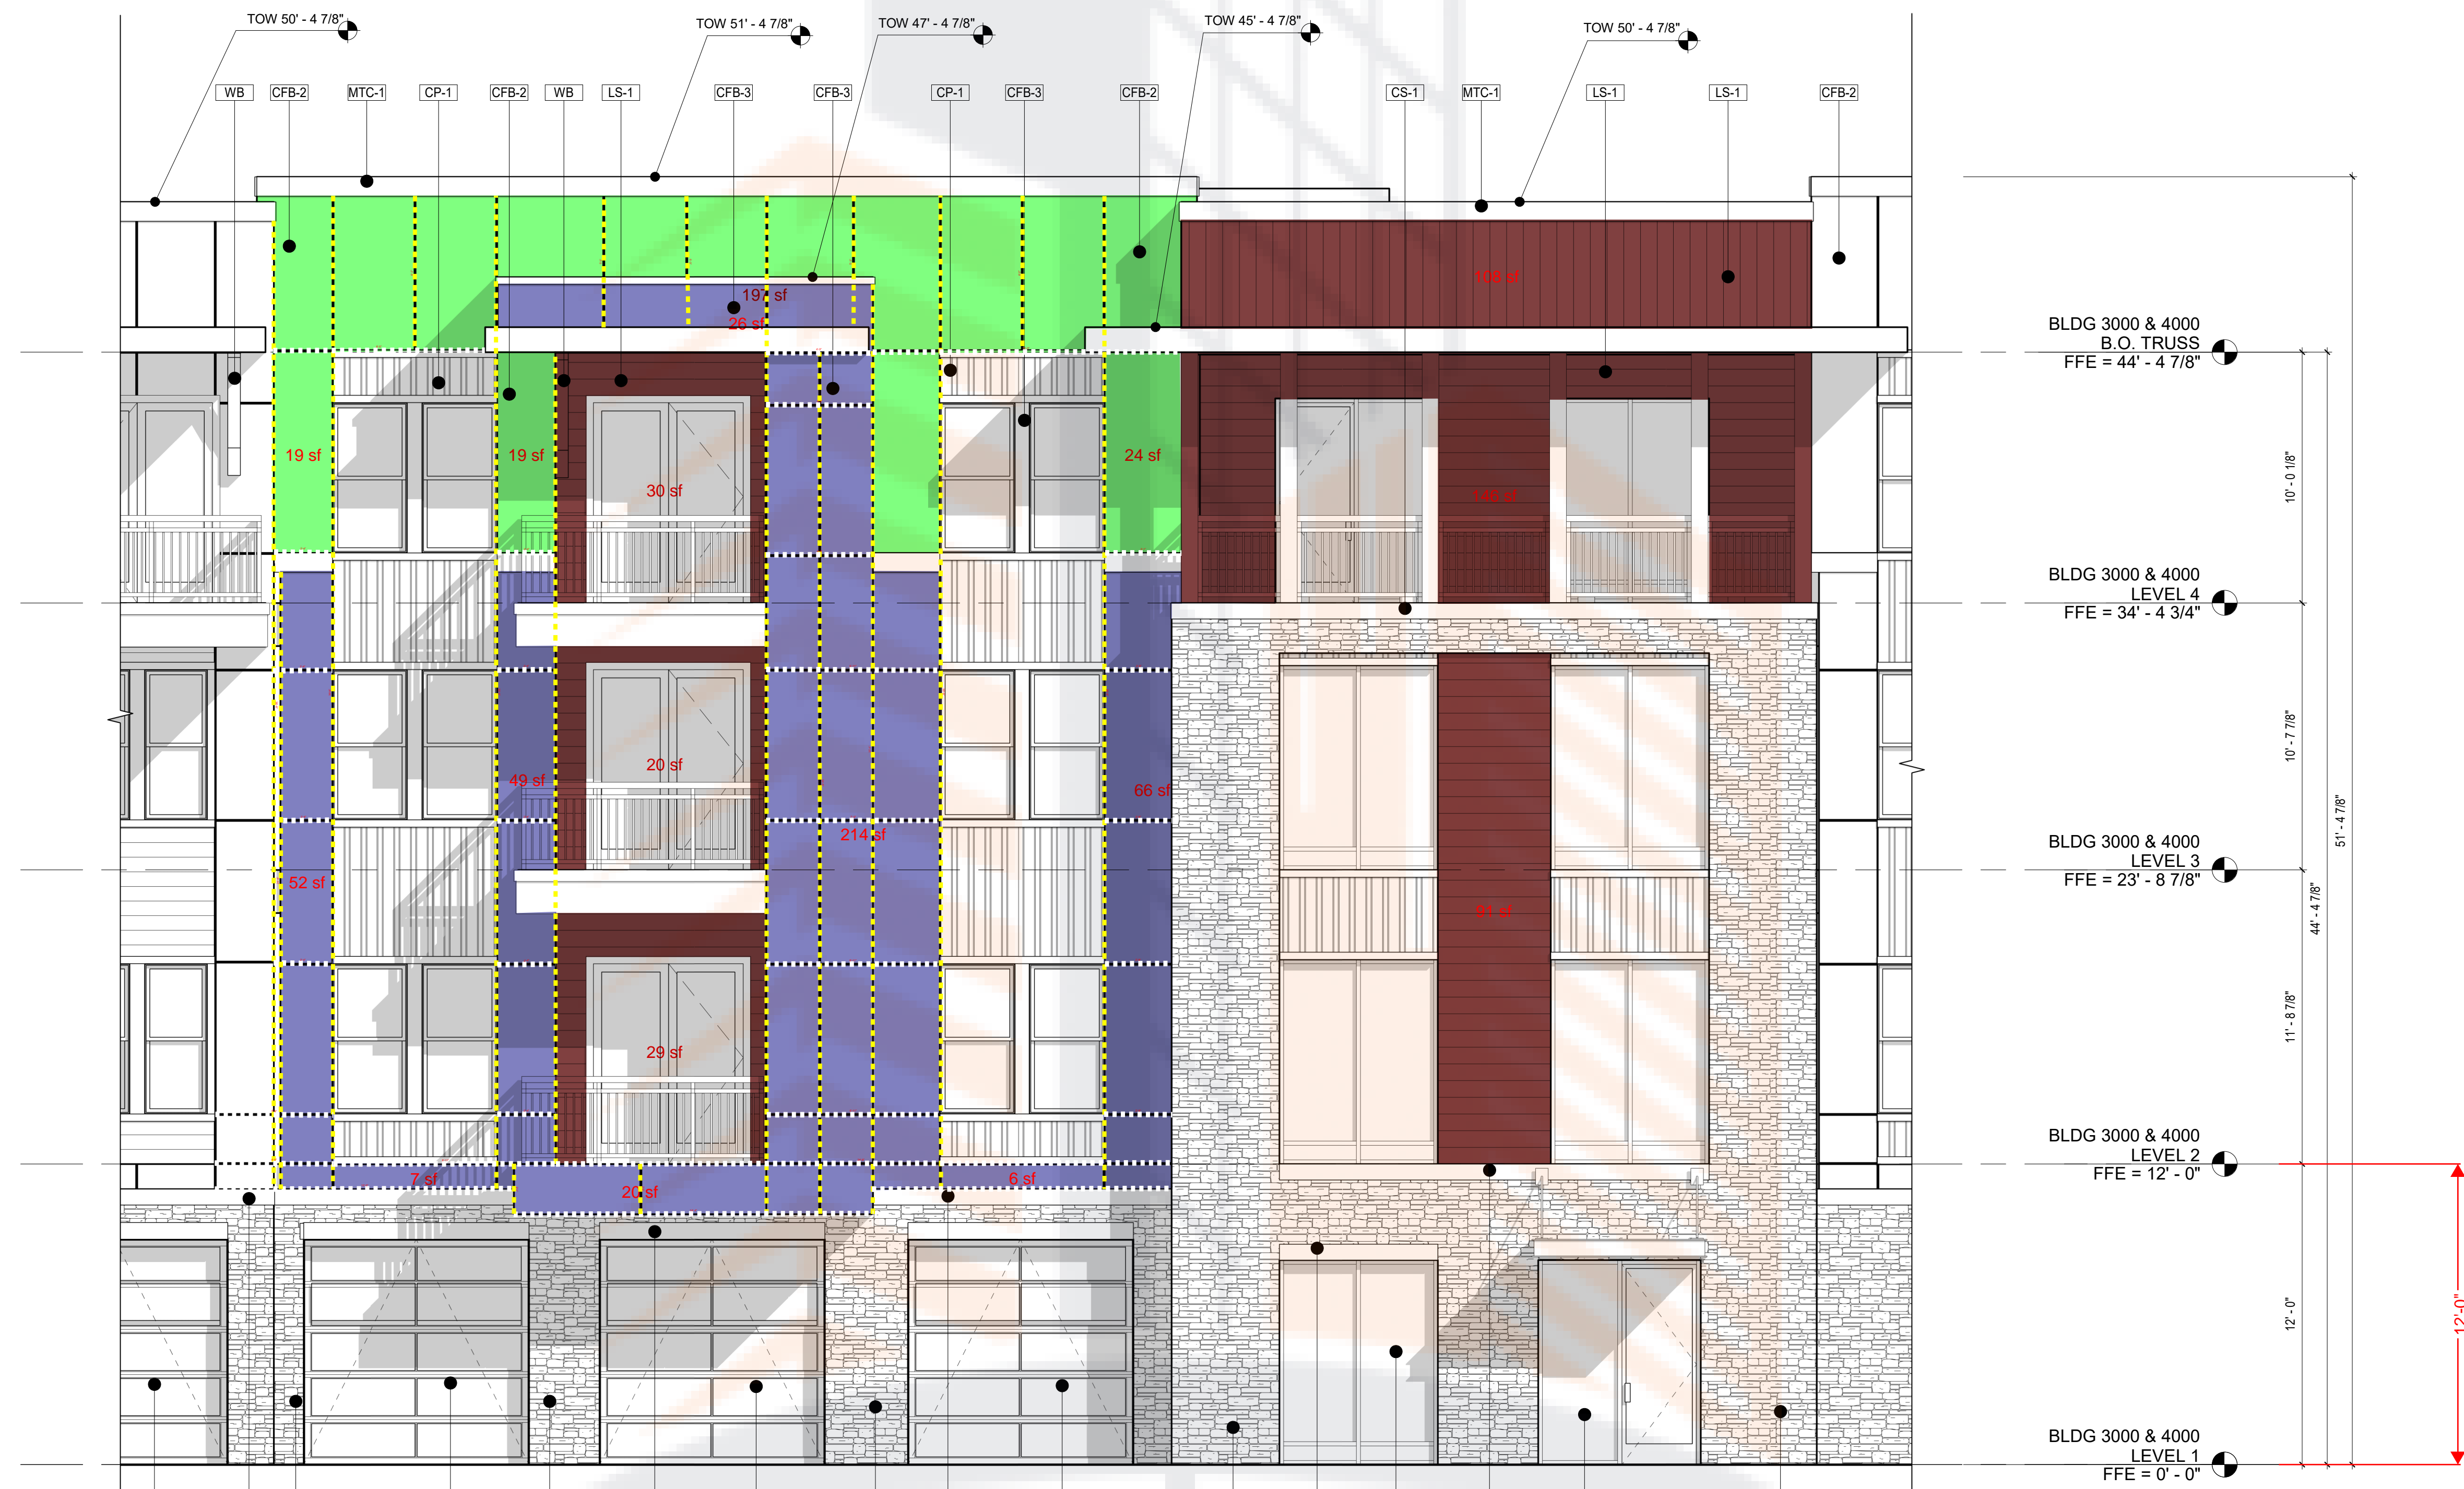 TOW 50' - 4 7/8"
TOW 51' - 4 7/8"
TOW 47' - 4 7/8"
TOW 45' - 4 7/8"
TOW 50' - 4 7/8"
WB
CFB-2
MTC-1
CP-1
CFB-2
WB
LS-1
CFB-3
CFB-3
CP-1
CFB-3
CFB-2
CS-1
MTC-1
LS-1
LS-1
CFB-2
108 sf
197 sf
26 sf
BLDG 3000 & 4000
B.O. TRUSS
FFE = 44' - 4 7/8"
19 sf
19 sf
24 sf
30 sf
10' - 0 1/8"
BLDG 3000 & 4000
LEVEL 4
FFE = 34' - 4 3/4"
10' - 7 7/8"
20 sf
49 sf
66 sf
214 sf
51' - 4 7/8"
BLDG 3000 & 4000
LEVEL 3
FFE = 23' - 8 7/8"
52 sf
91 sf
44' - 4 7/8"
29 sf
11' - 8 7/8"
BLDG 3000 & 4000
LEVEL 2
FFE = 12' - 0"
7 sf
20 sf
6 sf
12' - 0"
12'-0"
BLDG 3000 & 4000
LEVEL 1
FFE = 0' - 0"